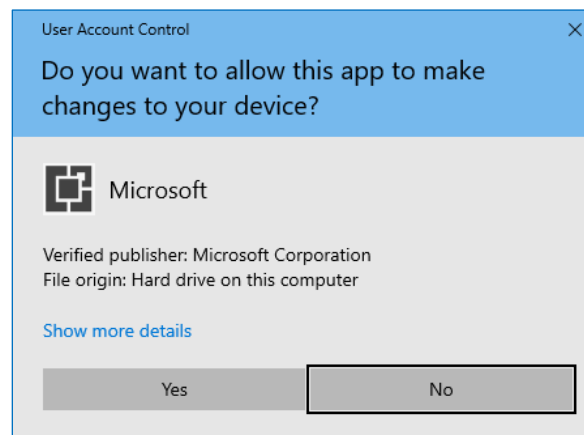 User Account Control
Do you want to allow this app to make
changes to your device?
Microsoft
Verified publisher: Microsoft Corporation
File origin: Hard drive on this computer
Show more details
Yes
No